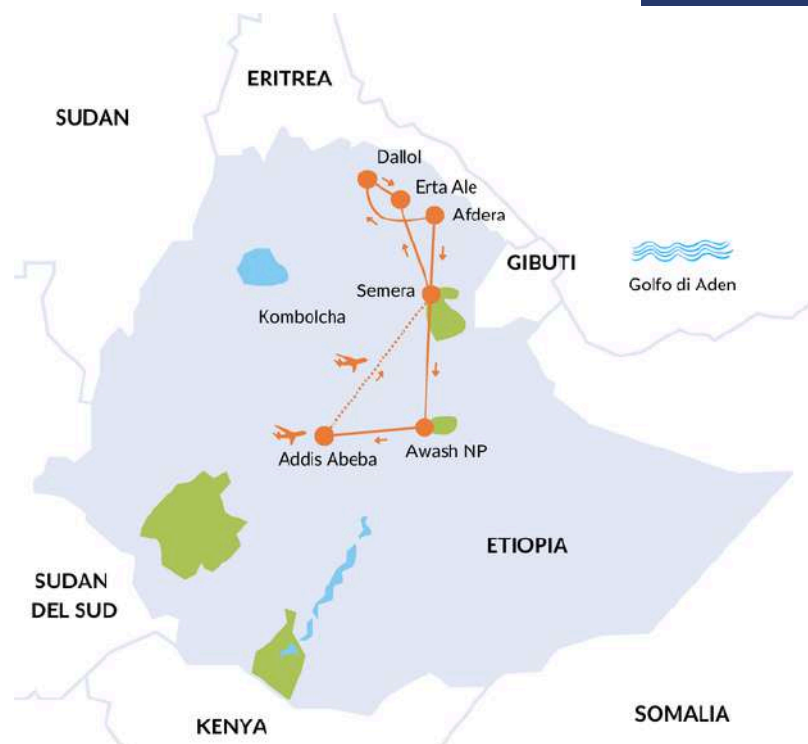 ERITREA
SUDAN
Dallol
Erta Ale
Afdera
GIBUTI
Golfo di Aden
Semera
Kombolcha
Awash NP
Addis Abeba
ETIOPIA
SUDAN
DEL SUD
SOMALIA
KENYA